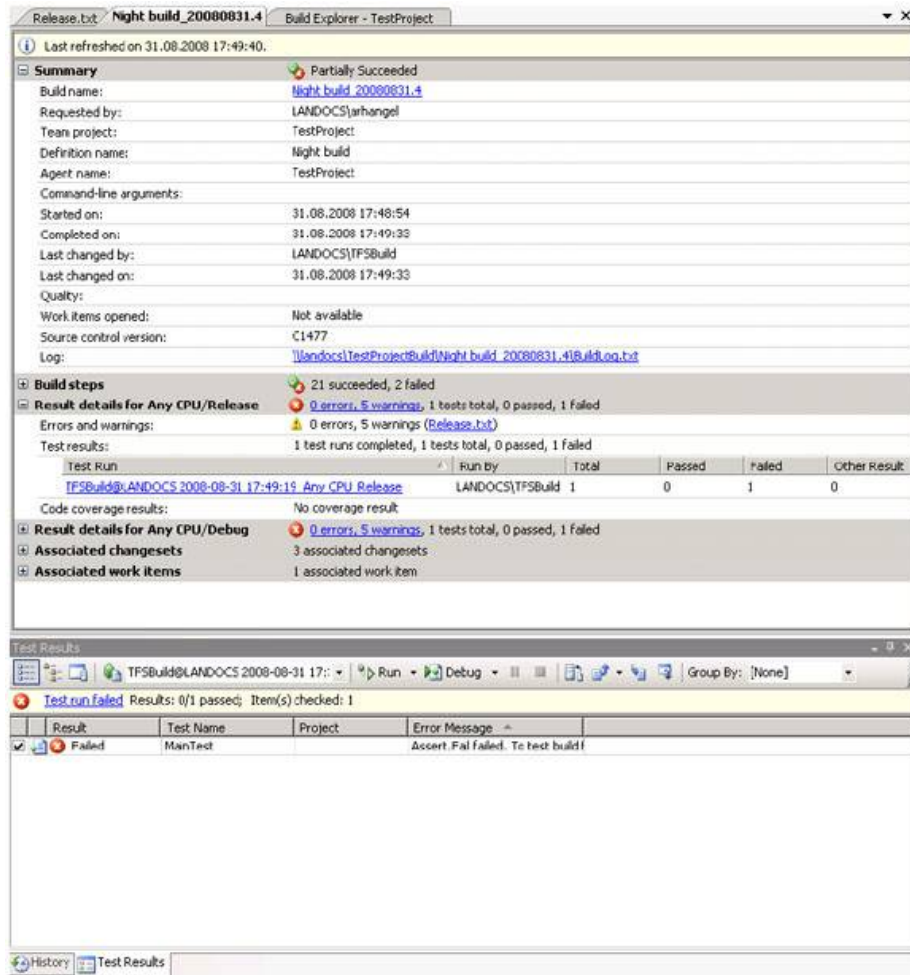 Release.txt Night build_20080831.4 Build Explorer - TestProject
Last refreshed on 31.08.2008 17:49:40.
Summary Partially Succeeded
Build name: Night build_20080831.4
Requested by: LANDOCS\arhangel
Team project: TestProject
Definition name: Night build
Agent name: TestProject
Command-line arguments:
Started on: 31.08.2008 17:48:54
Completed on: 31.08.2008 17:49:33
Last changed by: LANDOCS\TFSBuild
Last changed on: 31.08.2008 17:49:33
Quality:
Work items opened: Not available
Source control version: C1477
Log: \\landocs\TestProjectBuild\Night build_20080831.4\BuildLog.txt
Build steps 21 succeeded, 2 failed
Result details for Any CPU/Release 0 errors, 5 warnings, 1 tests total, 0 passed, 1 failed
Errors and warnings: 0 errors, 5 warnings (Release.txt)
Test results: 1 test runs completed, 1 tests total, 0 passed, 1 failed
Test Run Run By Total Passed Failed Other Result
TFSBuild@LANDOCS 2008-08-31 17:49:19_Any CPU_Release LANDOCS\TFSBuild 1 0 1 0
Code coverage results: No coverage result
Result details for Any CPU/Debug 0 errors, 5 warnings, 1 tests total, 0 passed, 1 failed
Associated changesets 3 associated changesets
Associated work items 1 associated work item
Test Results
TFSBuild@LANDOCS 2008-08-31 17:: Run Debug Group By: [None]
Test run failed Results: 0/1 passed; Item(s) checked: 1
Result Test Name Project Error Message
Failed ManTest Assert.Fail failed. To test build f
History Test Results